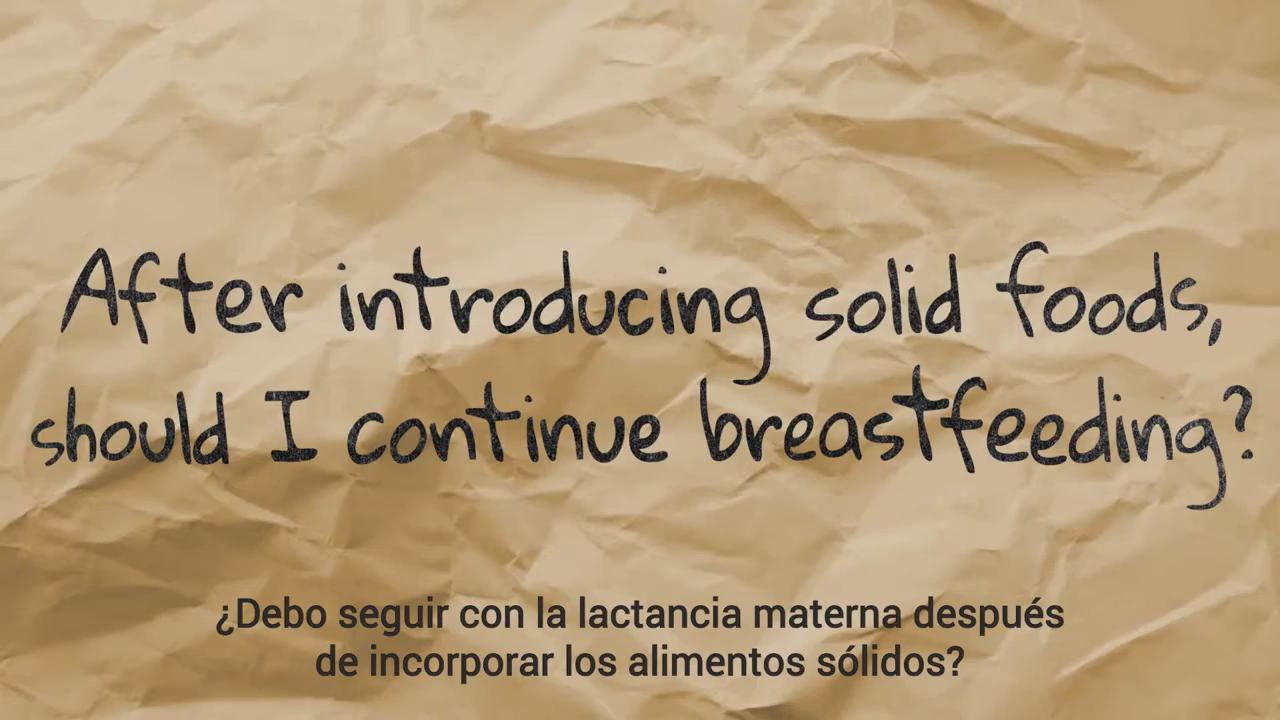 After introducing solid foods,
should I continue breastfeeding?
¿Debo seguir con la lactancia materna después
de incorporar los alimentos sólidos?